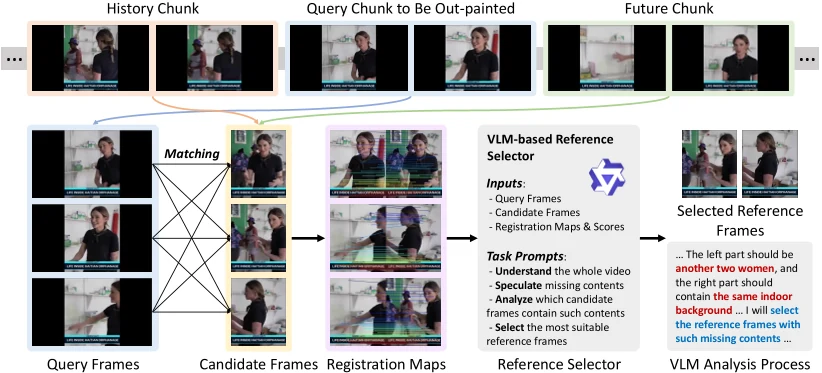 History Chunk
Query Chunk to Be Out-painted
Future Chunk
...
...
Matching
VLM-based Reference
Selector
Inputs:
- Query Frames
- Candidate Frames
- Registration Maps & Scores
Task Prompts:
- Understand the whole video
- Speculate missing contents
- Analyze which candidate
frames contain such contents
- Select the most suitable
reference frames
Selected Reference
Frames
... The left part should be
another two women, and
the right part should
contain the same indoor
background ... I will select
the reference frames with
such missing contents ...
Query Frames
Candidate Frames
Registration Maps
Reference Selector
VLM Analysis Process